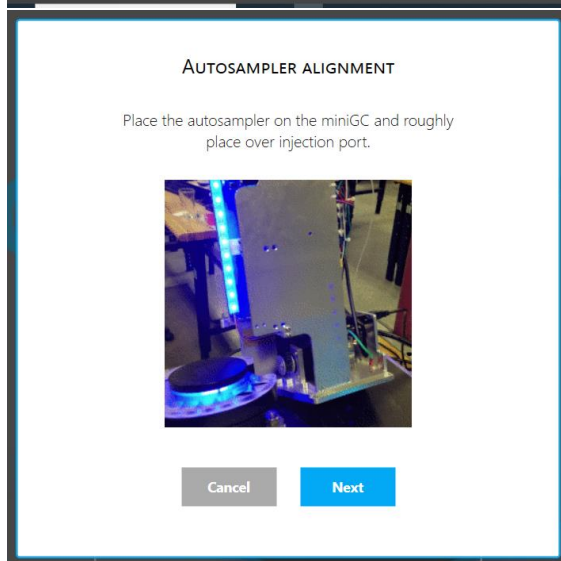 AUTOSAMPLER ALIGNMENT
Place the autosampler on the miniGC and roughly
place over injection port.
Cancel
Next